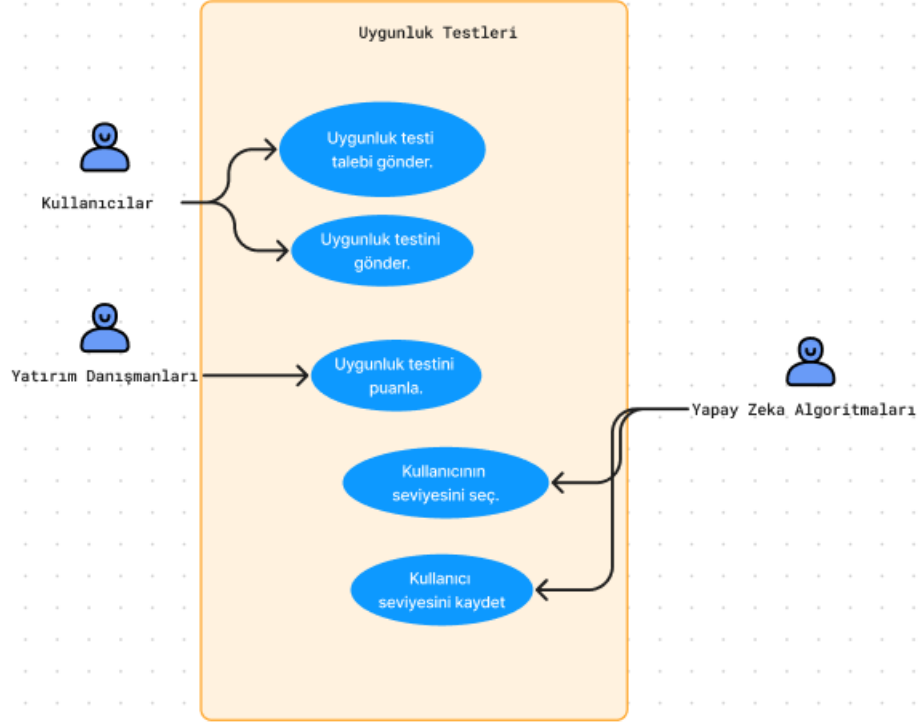 Uygunluk Testleri
Uygunluk testi
talebi gönder.
Kullanıcılar
Uygunluk testini
gönder.
Yatırım Danışmanları
Uygunluk testini
puanla.
Yapay Zeka Algoritmaları
Kullanıcının
seviyesini seç.
Kullanıcı
seviyesini kaydet